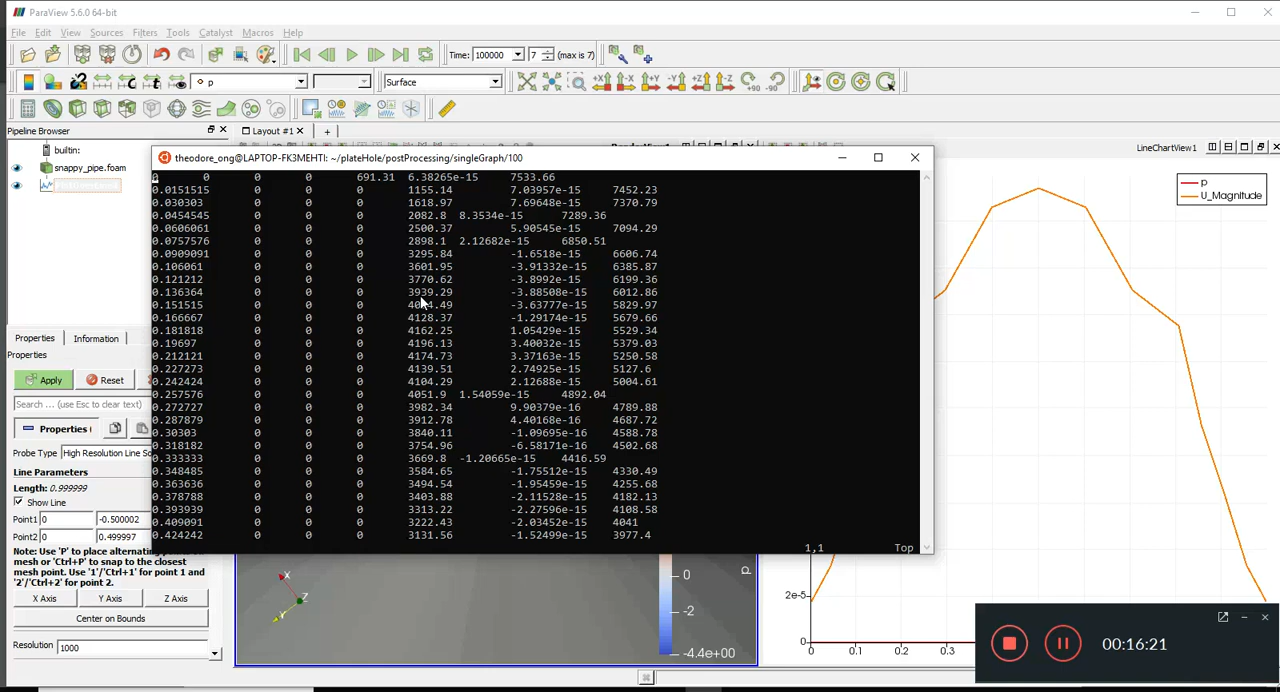 ParaView 5.6.0 64-bit
File Edit View Sources Filters Tools Catalyst Macros Help
Time: 100000 7 (max is 7)
p Surface +X -X +Y -Y +Z -Z +90 -90
Pipeline Browser
Layout #1 × +
builtin:
snappy_pipe.foam
LineChartView1
theodore_ong@LAPTOP-FK3MEHTI: ~/plateHole/postProcessing/singleGraph/100
p
U_Magnitude
0 0 0 0 691.31 6.38265e-15 7533.66
0.0151515 0 0 0 1155.14 7.03957e-15 7452.23
0.030303 0 0 0 1618.97 7.69648e-15 7370.79
0.0454545 0 0 0 2082.8 8.3534e-15 7289.36
0.0606061 0 0 0 2500.37 5.90545e-15 7094.29
0.0757576 0 0 0 2898.1 2.12682e-15 6850.51
0.0909091 0 0 0 3295.84 -1.6518e-15 6606.74
0.106061 0 0 0 3601.95 -3.91332e-15 6385.87
0.121212 0 0 0 3770.62 -3.8992e-15 6199.36
0.136364 0 0 0 3939.29 -3.88508e-15 6012.86
0.151515 0 0 0 -3.63777e-15 5829.97
0.166667 0 0 0 4128.37 -1.29174e-15 5679.66
0.181818 0 0 0 4162.25 1.05429e-15 5529.34
0.19697 0 0 0 4196.13 3.40032e-15 5379.03
0.212121 0 0 0 4174.73 3.37163e-15 5250.58
0.227273 0 0 0 4139.51 2.74925e-15 5127.6
0.242424 0 0 0 4104.29 2.12688e-15 5004.61
0.257576 0 0 0 4051.9 1.54059e-15 4892.04
0.272727 0 0 0 3982.34 9.90379e-16 4789.88
0.287879 0 0 0 3912.78 4.40168e-16 4687.72
0.30303 0 0 0 3840.11 -1.09695e-16 4588.78
0.318182 0 0 0 3754.96 -6.58171e-16 4502.68
0.333333 0 0 0 3669.8 -1.20665e-15 4416.59
0.348485 0 0 0 3584.65 -1.75512e-15 4330.49
0.363636 0 0 0 3494.54 -1.95459e-15 4255.68
0.378788 0 0 0 3403.88 -2.11528e-15 4182.13
0.393939 0 0 0 3313.22 -2.27596e-15 4108.58
0.409091 0 0 0 3222.43 -2.03452e-15 4041
0.424242 0 0 0 3131.56 -1.52499e-15 3977.4
1,1 Top
Properties Information
Properties
Apply Reset
Search ... (use Esc to clear text)
Properties (
Probe Type High Resolution Line So
Line Parameters
Length: 0.999999
Show Line
Point1 0 -0.500002
Point2 0 0.499997
Note: Use 'P' to place alternating points on
mesh or 'Ctrl+P' to snap to the closest
mesh point. Use '1'/'Ctrl+1' for point 1 and
'2'/'Ctrl+2' for point 2.
X Axis Y Axis Z Axis
Center on Bounds
Resolution 1000
X
Z
Y
0
-2
-4.4e+00
p
2e-5
0
0 0.1 0.2 0.3
00:16:21